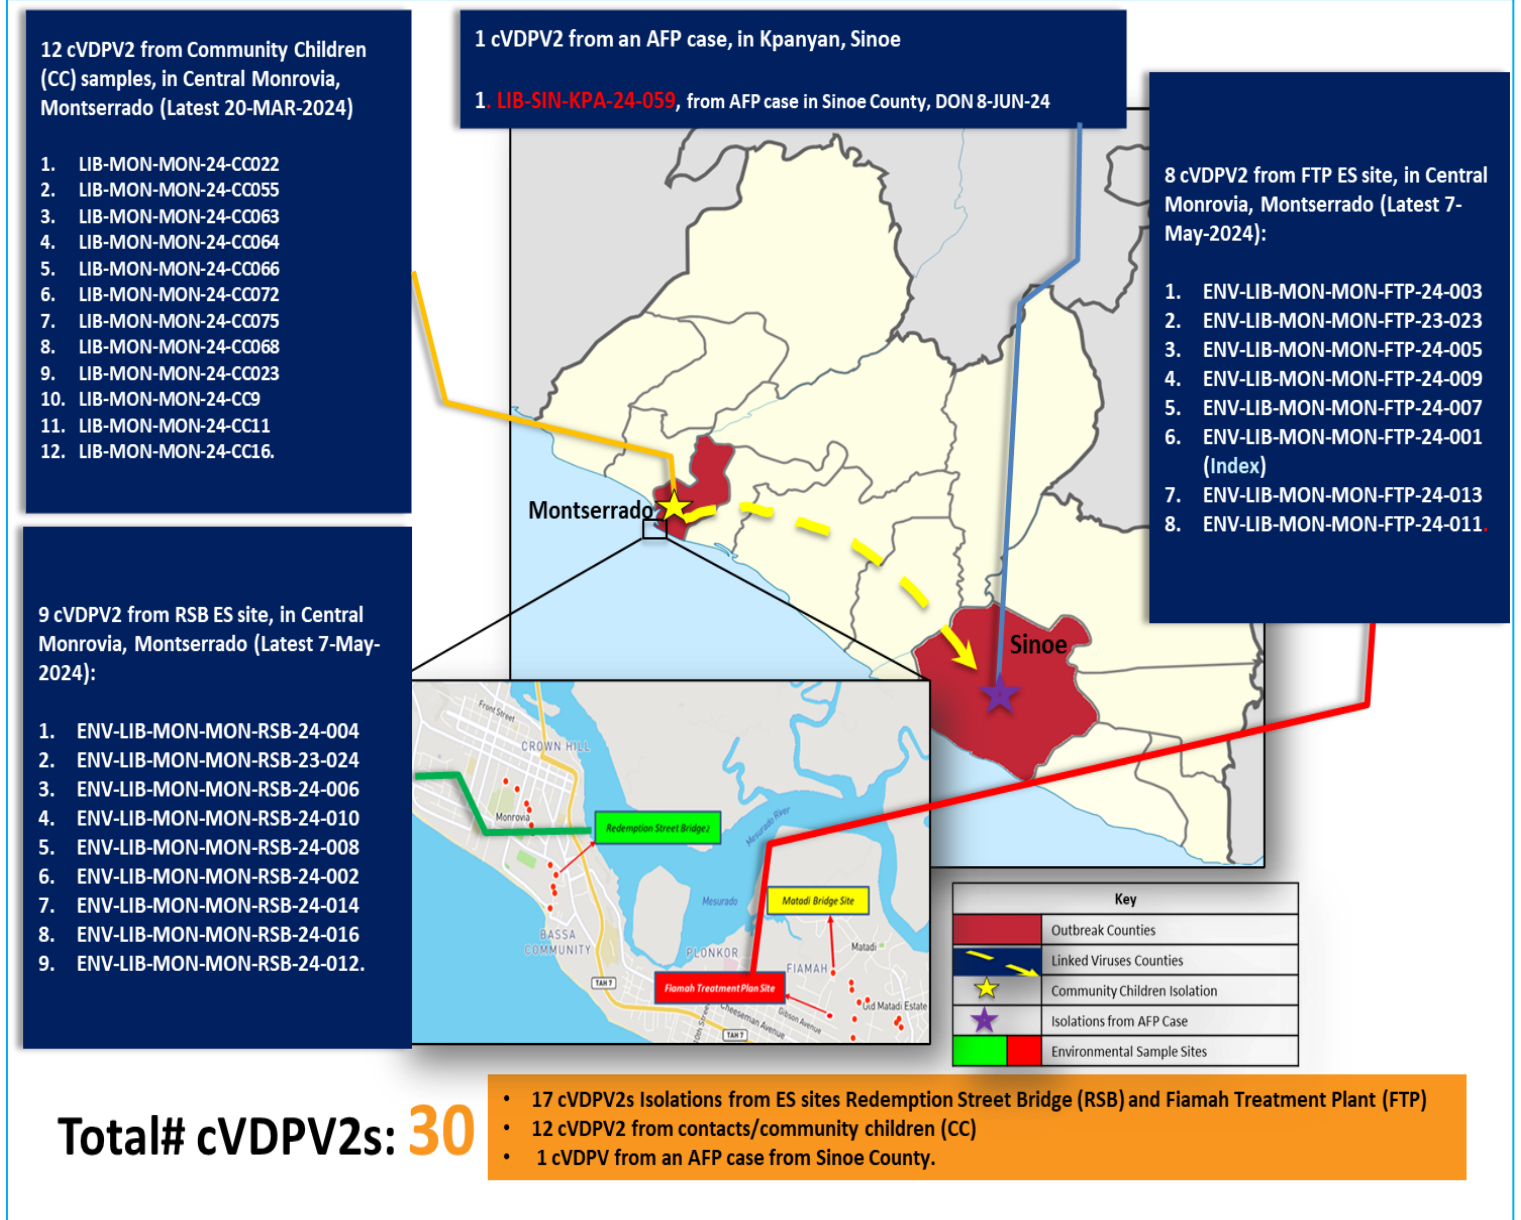 12 cVDPV2 from Community Children
(CC) samples, in Central Monrovia,
Montserrado (Latest 20-MAR-2024)
1. LIB-MON-MON-24-CC022
2. LIB-MON-MON-24-CC055
3. LIB-MON-MON-24-CC063
4. LIB-MON-MON-24-CC064
5. LIB-MON-MON-24-CC066
6. LIB-MON-MON-24-CC072
7. LIB-MON-MON-24-CC075
8. LIB-MON-MON-24-CC068
9. LIB-MON-MON-24-CC023
10. LIB-MON-MON-24-CC9
11. LIB-MON-MON-24-CC11
12. LIB-MON-MON-24-CC16.
1 cVDPV2 from an AFP case, in Kpanyan, Sinoe
1. LIB-SIN-KPA-24-059, from AFP case in Sinoe County, DON 8-JUN-24
8 cVDPV2 from FTP ES site, in Central
Monrovia, Montserrado (Latest 7-
May-2024):
1. ENV-LIB-MON-MON-FTP-24-003
2. ENV-LIB-MON-MON-FTP-23-023
3. ENV-LIB-MON-MON-FTP-24-005
4. ENV-LIB-MON-MON-FTP-24-009
5. ENV-LIB-MON-MON-FTP-24-007
6. ENV-LIB-MON-MON-FTP-24-001
(Index)
7. ENV-LIB-MON-MON-FTP-24-013
8. ENV-LIB-MON-MON-FTP-24-011.
Montserrado
Sinoe
9 cVDPV2 from RSB ES site, in Central
Monrovia, Montserrado (Latest 7-May-
2024):
1. ENV-LIB-MON-MON-RSB-24-004
2. ENV-LIB-MON-MON-RSB-23-024
3. ENV-LIB-MON-MON-RSB-24-006
4. ENV-LIB-MON-MON-RSB-24-010
5. ENV-LIB-MON-MON-RSB-24-008
6. ENV-LIB-MON-MON-RSB-24-002
7. ENV-LIB-MON-MON-RSB-24-014
8. ENV-LIB-MON-MON-RSB-24-016
9. ENV-LIB-MON-MON-RSB-24-012.
Front Street
CROWN HILL
Monrovia
Redemption Street Bridge2
Mesurado River
Mesurado
Matadi Bridge Site
BASSA
COMMUNITY
PLONKOR
Matadi
FIAMAH
TAH 7
Fiamah Treatment Plan Site
Old Matadi Estate
Gibson Avenue
Cheeseman Avenue
10th Street
TAH 7
Key
Outbreak Counties
Linked Viruses Counties
Community Children Isolation
Isolations from AFP Case
Environmental Sample Sites
Total# cVDPV2s: 30
• 17 cVDPV2s Isolations from ES sites Redemption Street Bridge (RSB) and Fiamah Treatment Plant (FTP)
• 12 cVDPV2 from contacts/community children (CC)
• 1 cVDPV from an AFP case from Sinoe County.